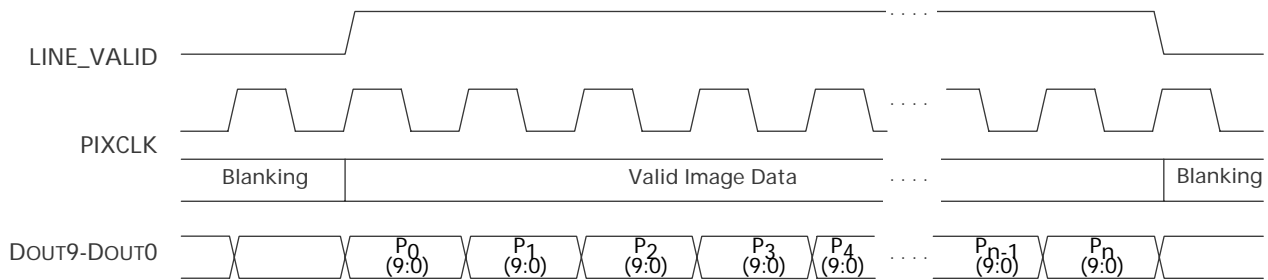 . . . .
LINE_VALID
. . . .
PIXCLK
Blanking Valid Image Data . . . . Blanking
DOUT9-DOUT0 P0 P1 P2 P3 P4 . . . . Pn-1 Pn
(9:0) (9:0) (9:0) (9:0) (9:0) (9:0) (9:0)